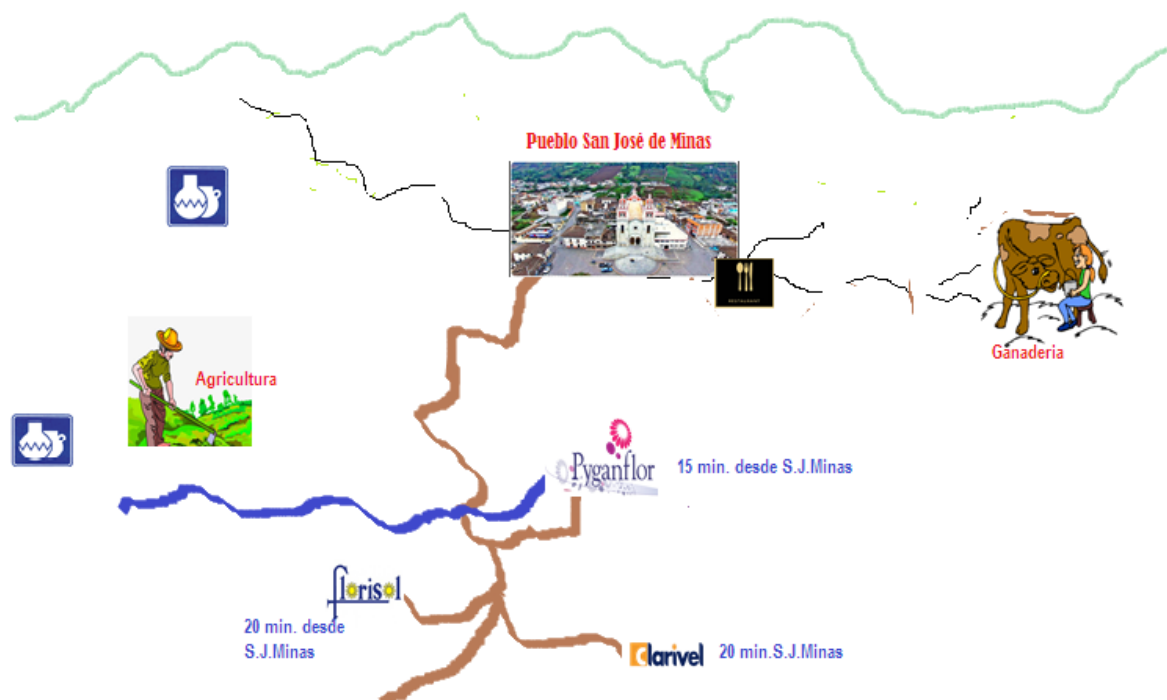 Pueblo San José de Minas
RESTAURANT
Ganaderia
Agricultura
Pyganflor
15 min. desde S.J.Minas
florisol
20 min. desde
S.J.Minas
Clarivel
20 min.S.J.Minas